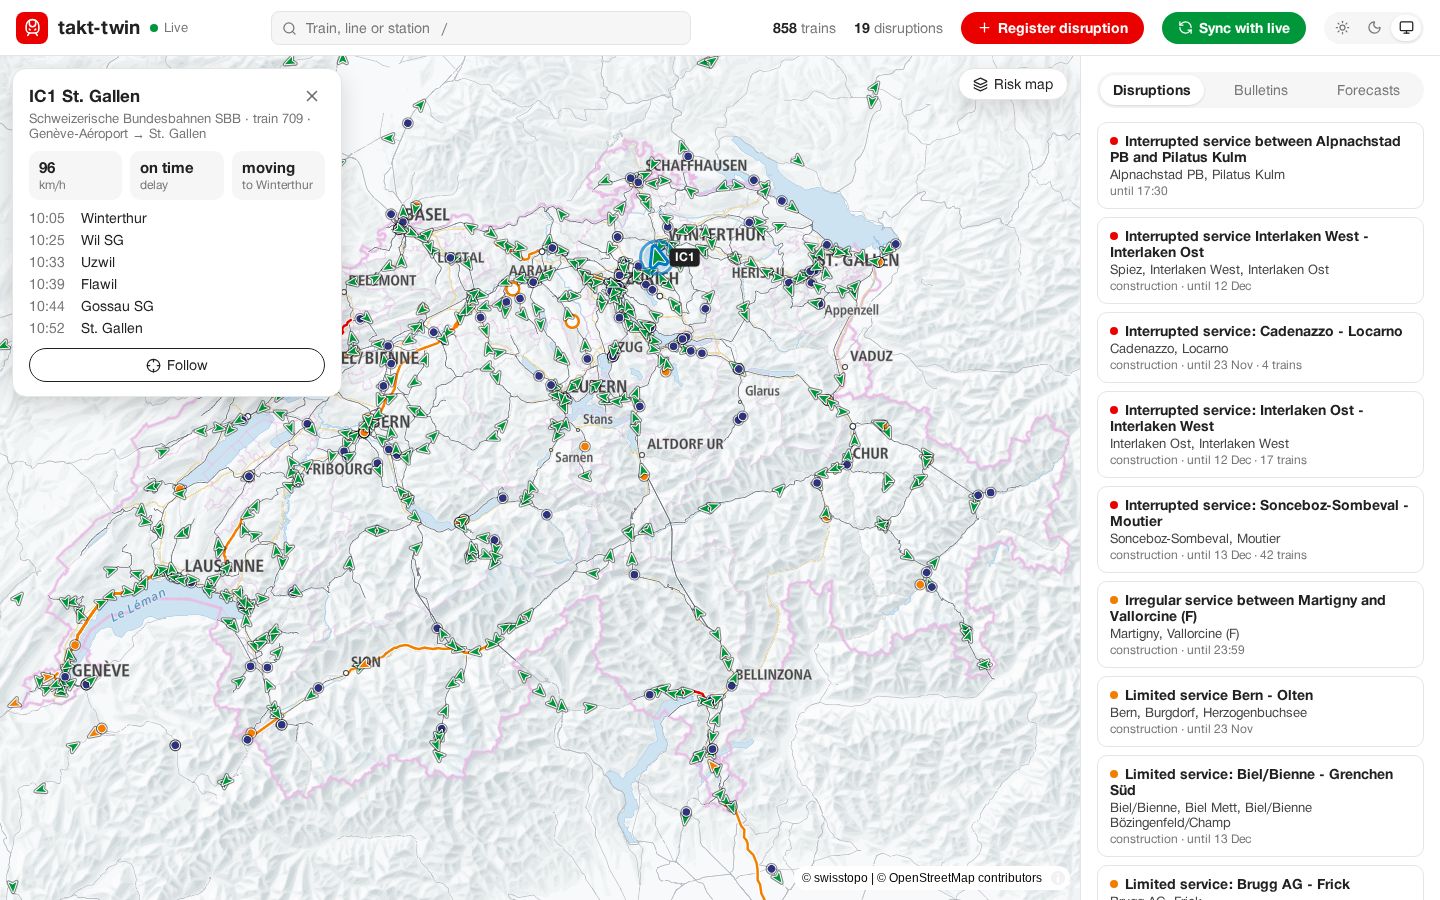 takt-twin
Live
Train, line or station /
858 trains
19 disruptions
Register disruption
Sync with live
IC1 St. Gallen
Schweizerische Bundesbahnen SBB · train 709 ·
Genève-Aéroport → St. Gallen
96
km/h
on time
delay
moving
to Winterthur
10:05 Winterthur
10:25 Wil SG
10:33 Uzwil
10:39 Flawil
10:44 Gossau SG
10:52 St. Gallen
Follow
Risk map
SCHAFFHAUSEN
BASEL
WINTERTHUR
IC1
ST. GALLEN
AARAU
Appenzell
ZUG
VADUZ
Glarus
LUZERN
Stans
BERN
ALTDORF UR
Sarnen
CHUR
FRIBOURG
LAUSANNE
Le Léman
GENÈVE
SION
BELLINZONA
© swisstopo | © OpenStreetMap contributors
Disruptions
Bulletins
Forecasts
Interrupted service between Alpnachstad
PB and Pilatus Kulm
Alpnachstad PB, Pilatus Kulm
until 17:30
Interrupted service Interlaken West -
Interlaken Ost
Spiez, Interlaken West, Interlaken Ost
construction · until 12 Dec
Interrupted service: Cadenazzo - Locarno
Cadenazzo, Locarno
construction · until 23 Nov · 4 trains
Interrupted service: Interlaken Ost -
Interlaken West
Interlaken Ost, Interlaken West
construction · until 12 Dec · 17 trains
Interrupted service: Sonceboz-Sombeval -
Moutier
Sonceboz-Sombeval, Moutier
construction · until 13 Dec · 42 trains
Irregular service between Martigny and
Vallorcine (F)
Martigny, Vallorcine (F)
until 23:59
Limited service Bern - Olten
Bern, Burgdorf, Herzogenbuchsee
construction · until 23 Nov
Limited service: Biel/Bienne - Grenchen
Süd
Biel/Bienne, Biel Mett, Biel/Bienne
Bözingenfeld/Champ
construction · until 13 Dec
Limited service: Brugg AG - Frick
Brugg AG, Frick